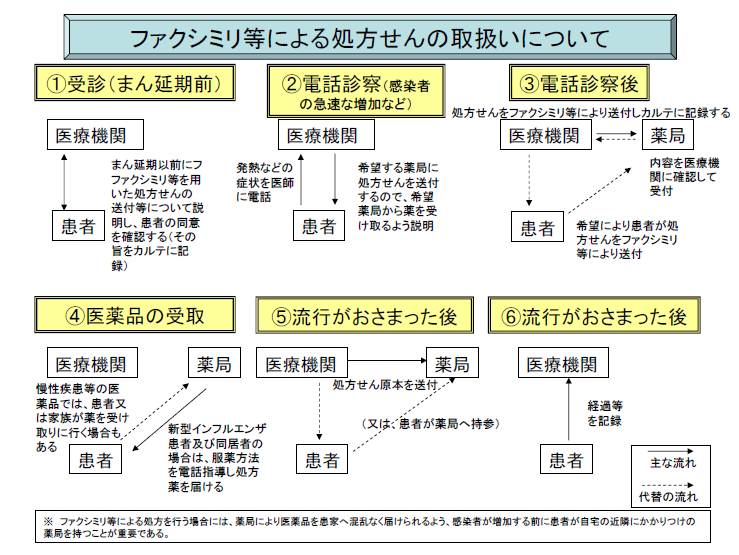 ファクシミリ等による処方せんの取扱いについて
①受診（まん延期前）
医療機関
まん延期以前にフ
ァクシミリ等を用
いた処方せんの
送付等について説
明し、患者の同意
を確認する（その
旨をカルテに記
録）
患者
②電話診察（感染者
の急速な増加など）
医療機関
発熱などの
症状を医師
に電話
希望する薬局に
処方せんを送付
するので、希望
薬局から薬を受
け取るよう説明
患者
③電話診察後
処方せんをファクシミリ等により送付しカルテに記録する
医療機関
薬局
内容を医療機
関に確認して
受付
患者
希望により患者が処
方せんをファクシミリ
等により送付
④医薬品の受取
医療機関
薬局
慢性疾患等の医
薬品では、患者又
は家族が薬を受け
取りに行く場合も
ある
新型インフルエンザ
患者及び同居者の
場合は、服薬方法
を電話指導し処方
薬を届ける
患者
⑤流行がおさまった後
医療機関
薬局
処方せん原本を送付
（又は、患者が薬局へ持参）
患者
⑥流行がおさまった後
医療機関
経過等
を記録
患者
主な流れ
代替の流れ
※　ファクシミリ等による処方を行う場合には、薬局により医薬品を患家へ混乱なく届けられるよう、感染者が増加する前に患者が自宅の近隣にかかりつけの
薬局を持つことが重要である。